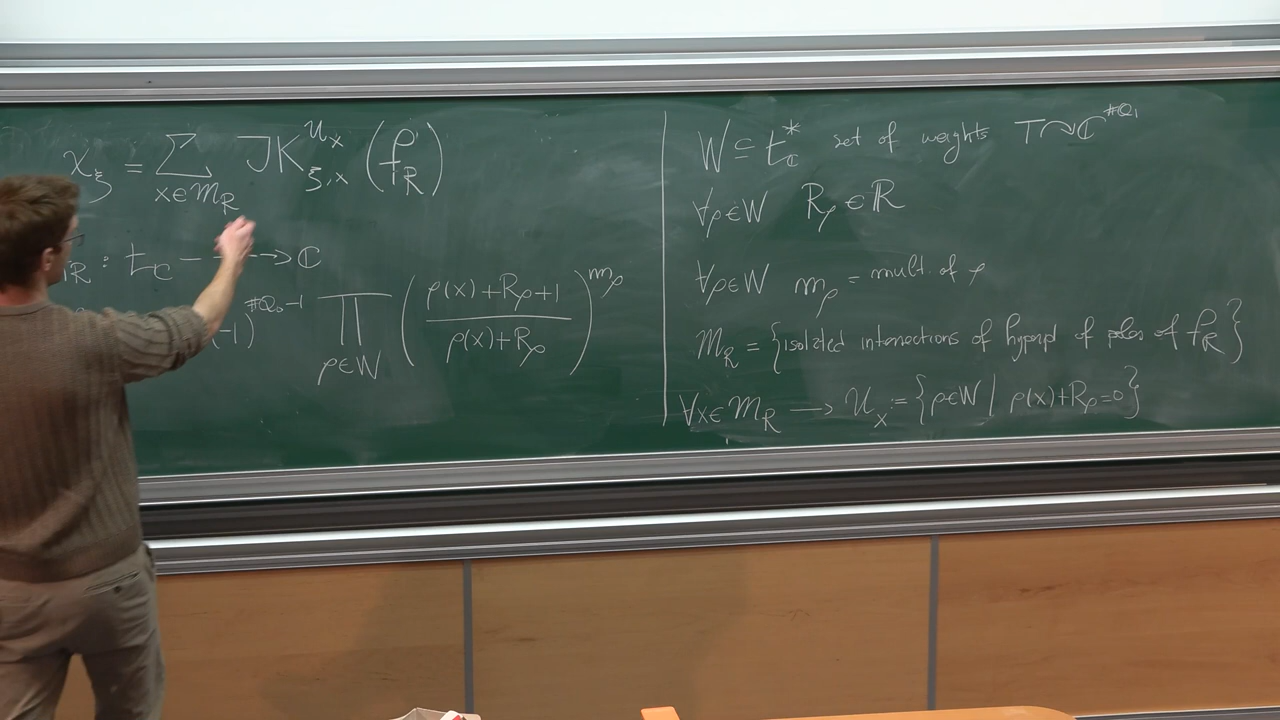 χ_ξ = Σ_{x∈m_R} JK^{U_x}_{ξ,x} (f_R)
_R : t_ℂ - - → ℂ
(-1)^{#Q_0-1} ∏_{ρ∈W} ( (ρ(x)+R_ρ+1) / (ρ(x)+R_ρ) )^{m_ρ}
W ⊆ t_ℂ^* set of weights T↷ℂ^{#Q_1}
∀ρ∈W R_ρ∈ℝ
∀ρ∈W m_ρ = mult. of ρ
m_R = {isolated intersections of hyperpl of poles of f_R}
∀x∈m_R → U_x := {ρ∈W | ρ(x)+R_ρ=0}